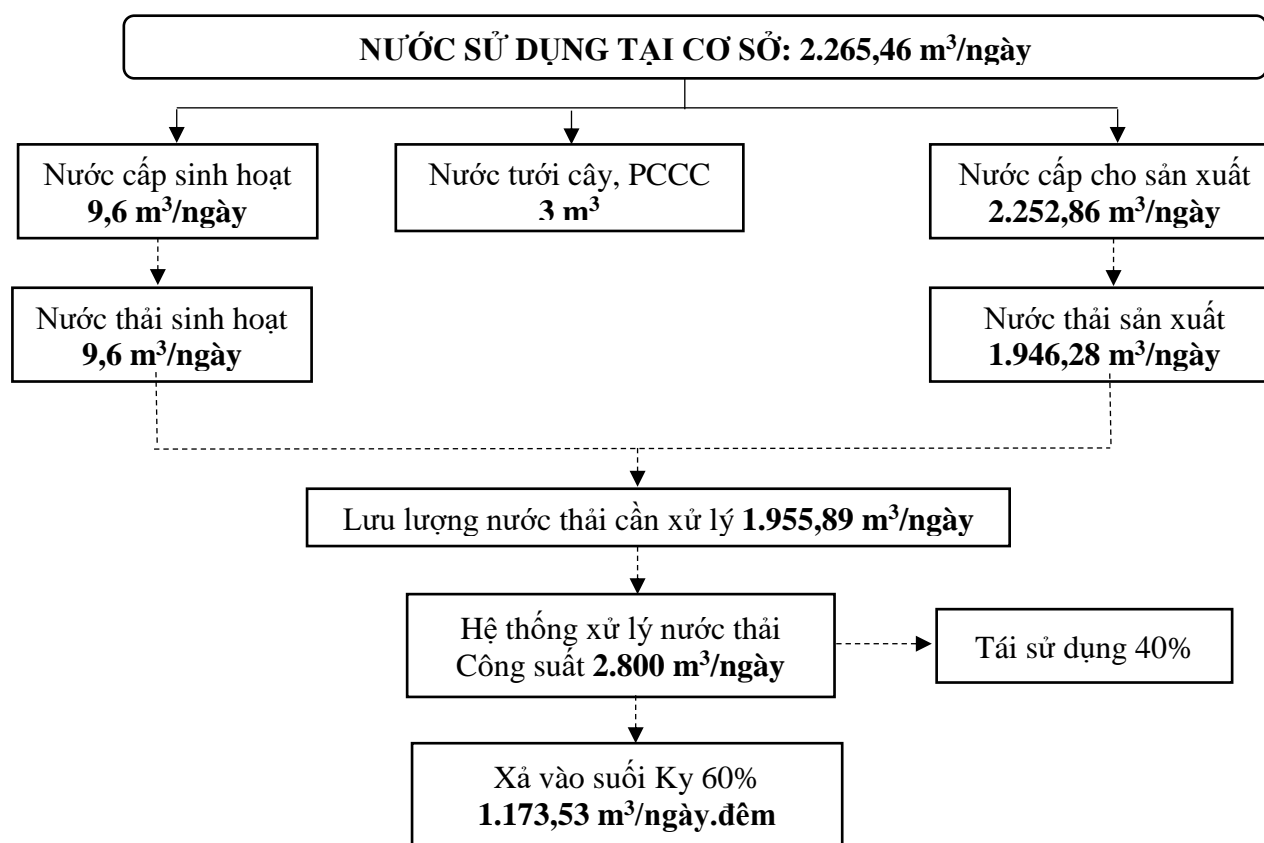 NƯỚC SỬ DỤNG TẠI CƠ SỞ: 2.265,46 m³/ngày
Nước cấp sinh hoạt
9,6 m³/ngày
Nước tưới cây, PCCC
3 m³
Nước cấp cho sản xuất
2.252,86 m³/ngày
Nước thải sinh hoạt
9,6 m³/ngày
Nước thải sản xuất
1.946,28 m³/ngày
Lưu lượng nước thải cần xử lý 1.955,89 m³/ngày
Hệ thống xử lý nước thải
Công suất 2.800 m³/ngày
Tái sử dụng 40%
Xả vào suối Ky 60%
1.173,53 m³/ngày.đêm